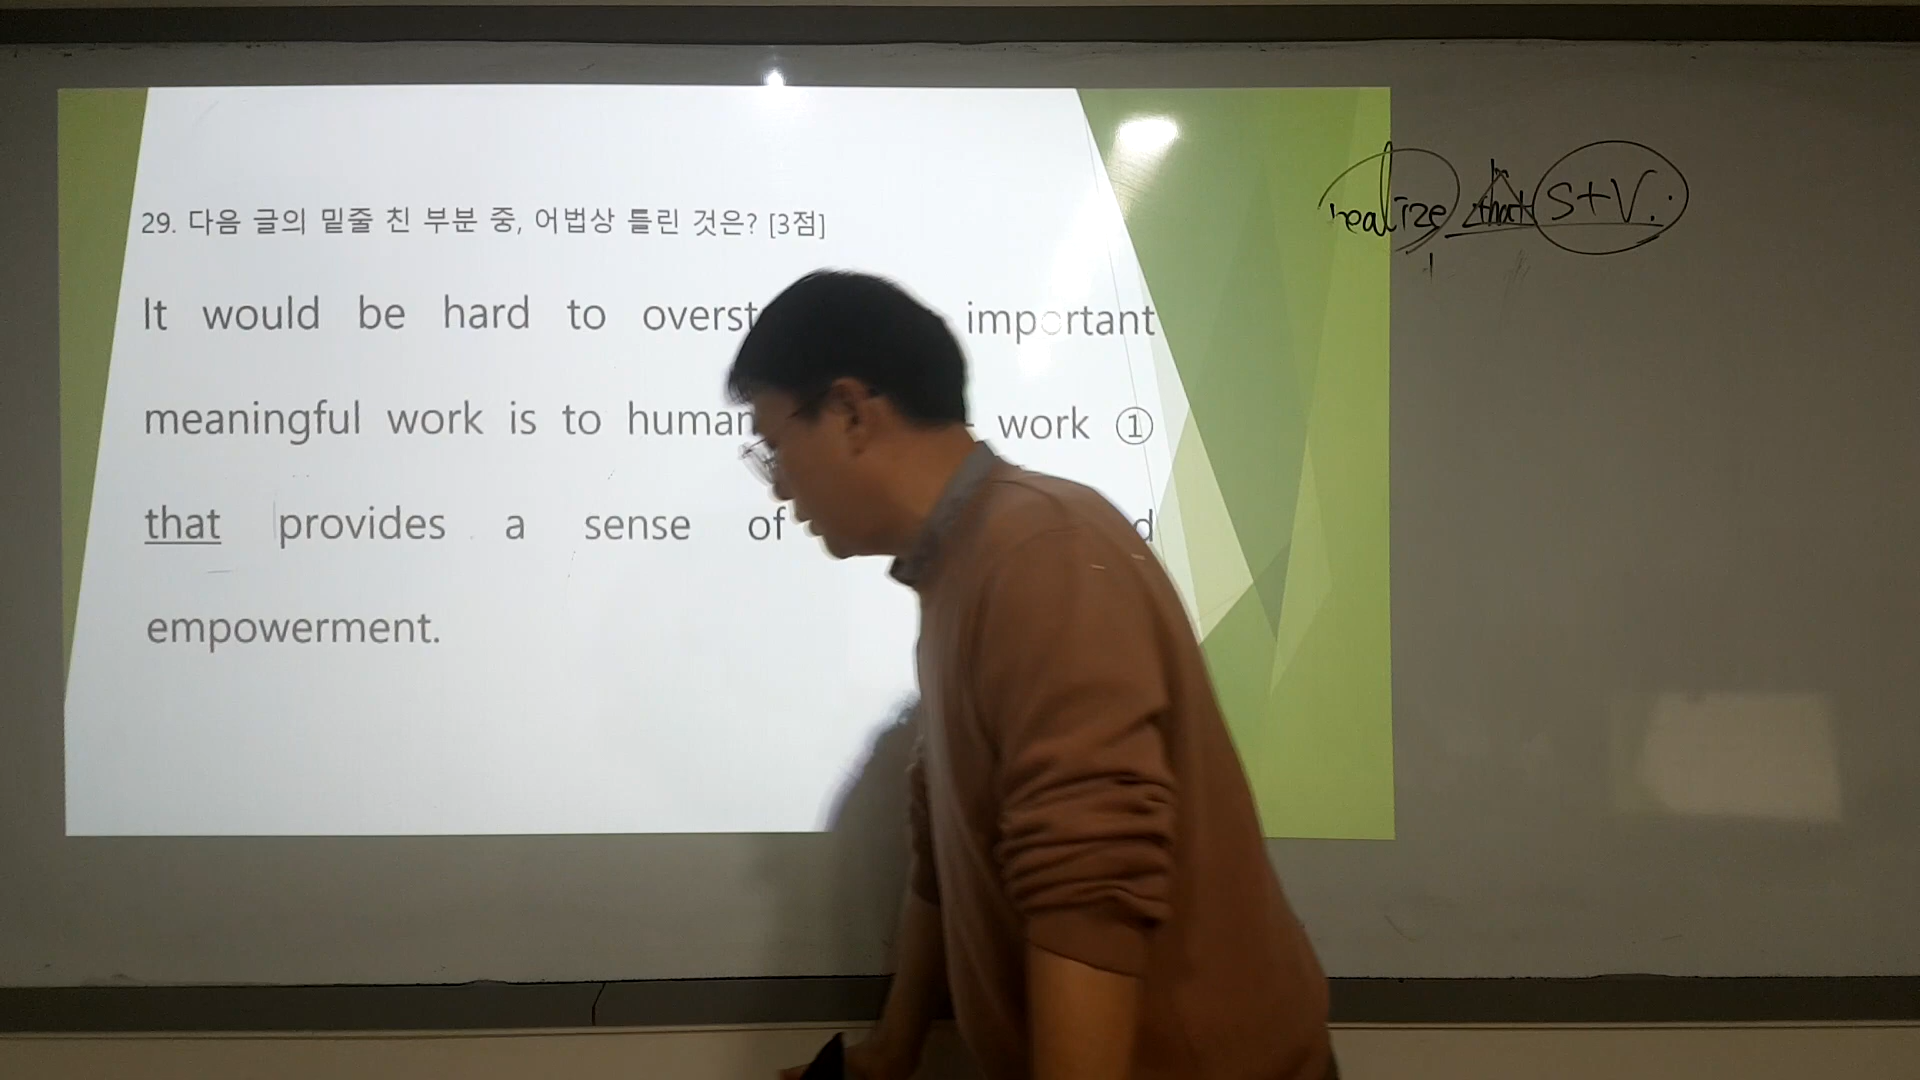 29. 다음 글의 밑줄 친 부분 중, 어법상 틀린 것은? [3점]
It would be hard to overst important
meaningful work is to human work ①
that provides a sense of d
empowerment.
realize that S+V.